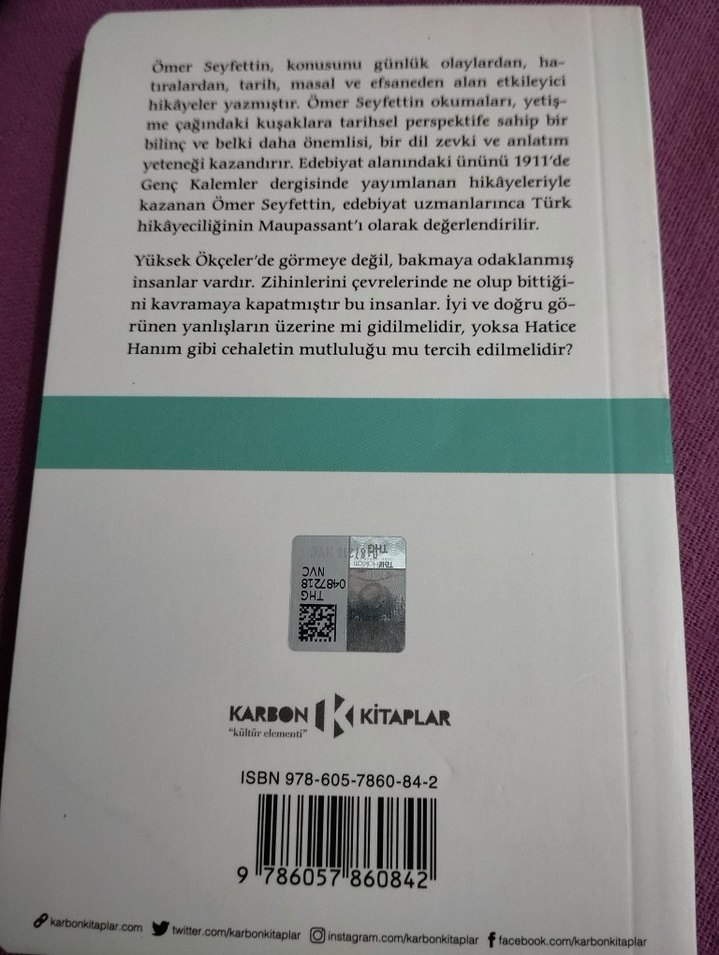 Ömer Seyfettin, konusunu günlük olaylardan, ha-
tıralardan, tarih, masal ve efsaneden alan etkileyici
hikâyeler yazmıştır. Ömer Seyfettin okumaları, yetiş-
me çağındaki kuşaklara tarihsel perspektife sahip bir
bilinç ve belki daha önemlisi, bir dil zevki ve anlatım
yeteneği kazandırır. Edebiyat alanındaki ününü 1911'de
Genç Kalemler dergisinde yayımlanan hikâyeleriyle
kazanan Ömer Seyfettin, edebiyat uzmanlarınca Türk
hikâyeciliğinin Maupassant'ı olarak değerlendirilir.
Yüksek Ökçeler'de görmeye değil, bakmaya odaklanmış
insanlar vardır. Zihinlerini çevrelerinde ne olup bittiği-
ni kavramaya kapatmıştır bu insanlar. İyi ve doğru gö-
rünen yanlışların üzerine mi gidilmelidir, yoksa Hatice
Hanım gibi cehaletin mutluluğu mu tercih edilmelidir?
THG
0487218
NVC
KARBON K KİTAPLAR
"kültür elementi"
ISBN 978-605-7860-84-2
9 786057 860842
karbonkitaplar.com twitter.com/karbonkitaplar instagram.com/karbonkitaplar facebook.com/karbonkitaplar